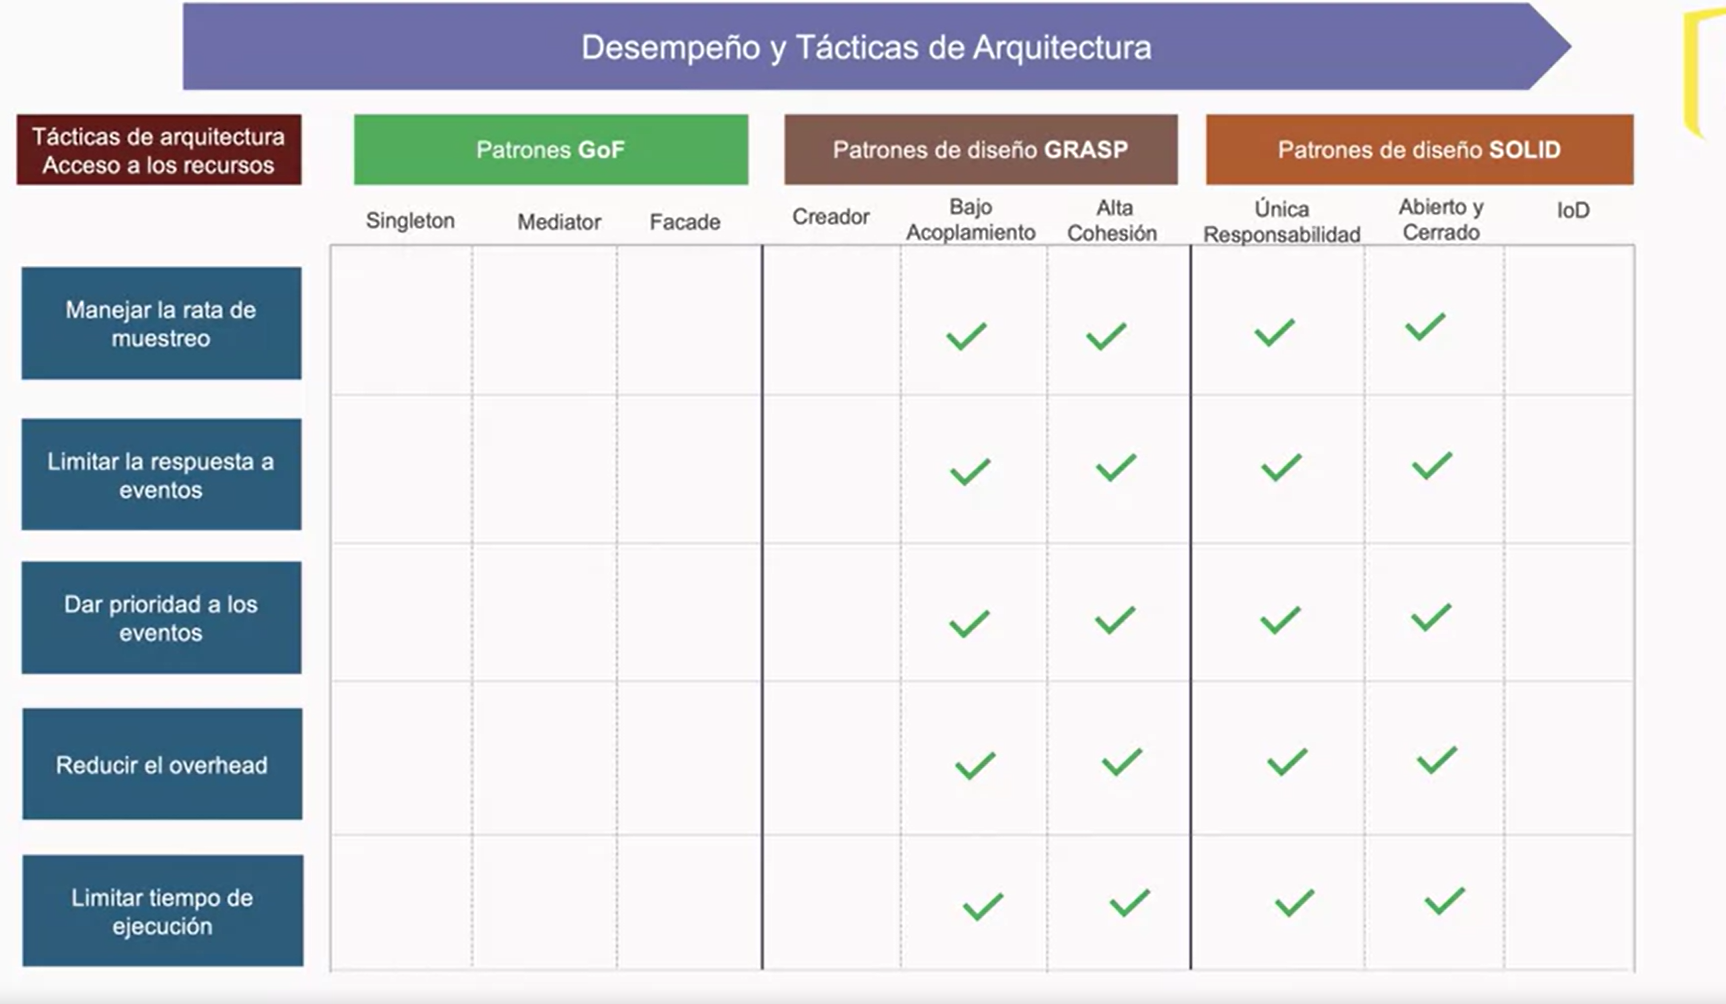 Desempeño y Tácticas de Arquitectura
Tácticas de arquitectura
Acceso a los recursos
Patrones GoF
Patrones de diseño GRASP
Patrones de diseño SOLID
Singleton
Mediator
Facade
Creador
Bajo
Acoplamiento
Alta
Cohesión
Única
Responsabilidad
Abierto y
Cerrado
IoD
Manejar la rata de
muestreo
Limitar la respuesta a
eventos
Dar prioridad a los
eventos
Reducir el overhead
Limitar tiempo de
ejecución